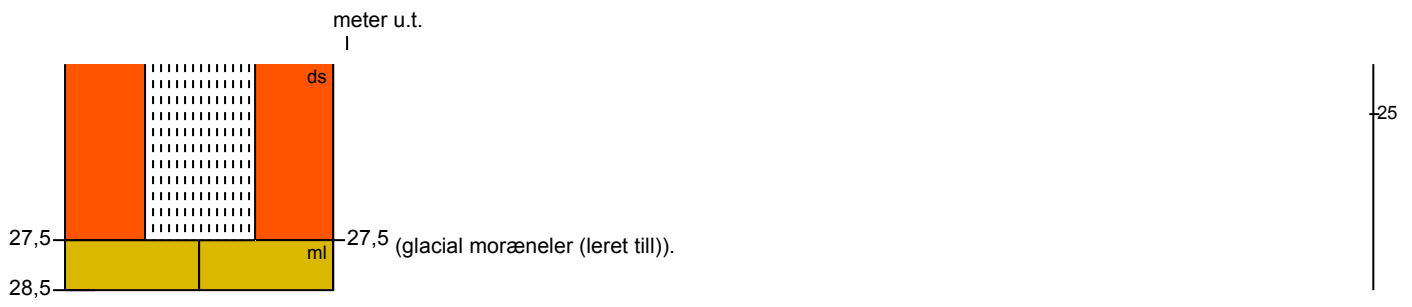 meter u.t.
ds
25
27,5 27,5 (glacial moræneler (leret till)).
ml
28,5